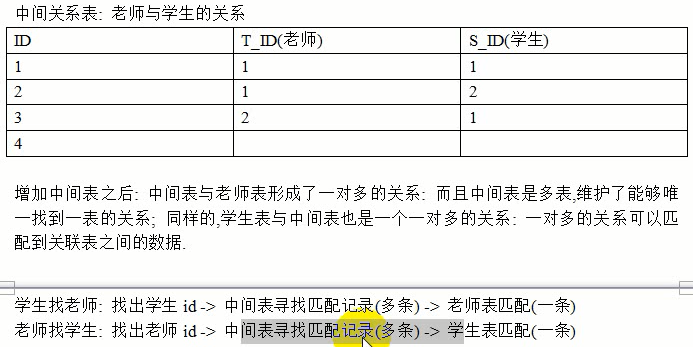 中间关系表: 老师与学生的关系
ID T_ID(老师) S_ID(学生)
1 1 1
2 1 2
3 2 1
4
增加中间表之后: 中间表与老师表形成了一对多的关系: 而且中间表是多表,维护了能够唯
一找到一表的关系; 同样的,学生表与中间表也是一个一对多的关系: 一对多的关系可以匹
配到关联表之间的数据.
学生找老师: 找出学生 id -> 中间表寻找匹配记录(多条) -> 老师表匹配(一条)
老师找学生: 找出老师 id -> 中间表寻找匹配记录(多条) -> 学生表匹配(一条)